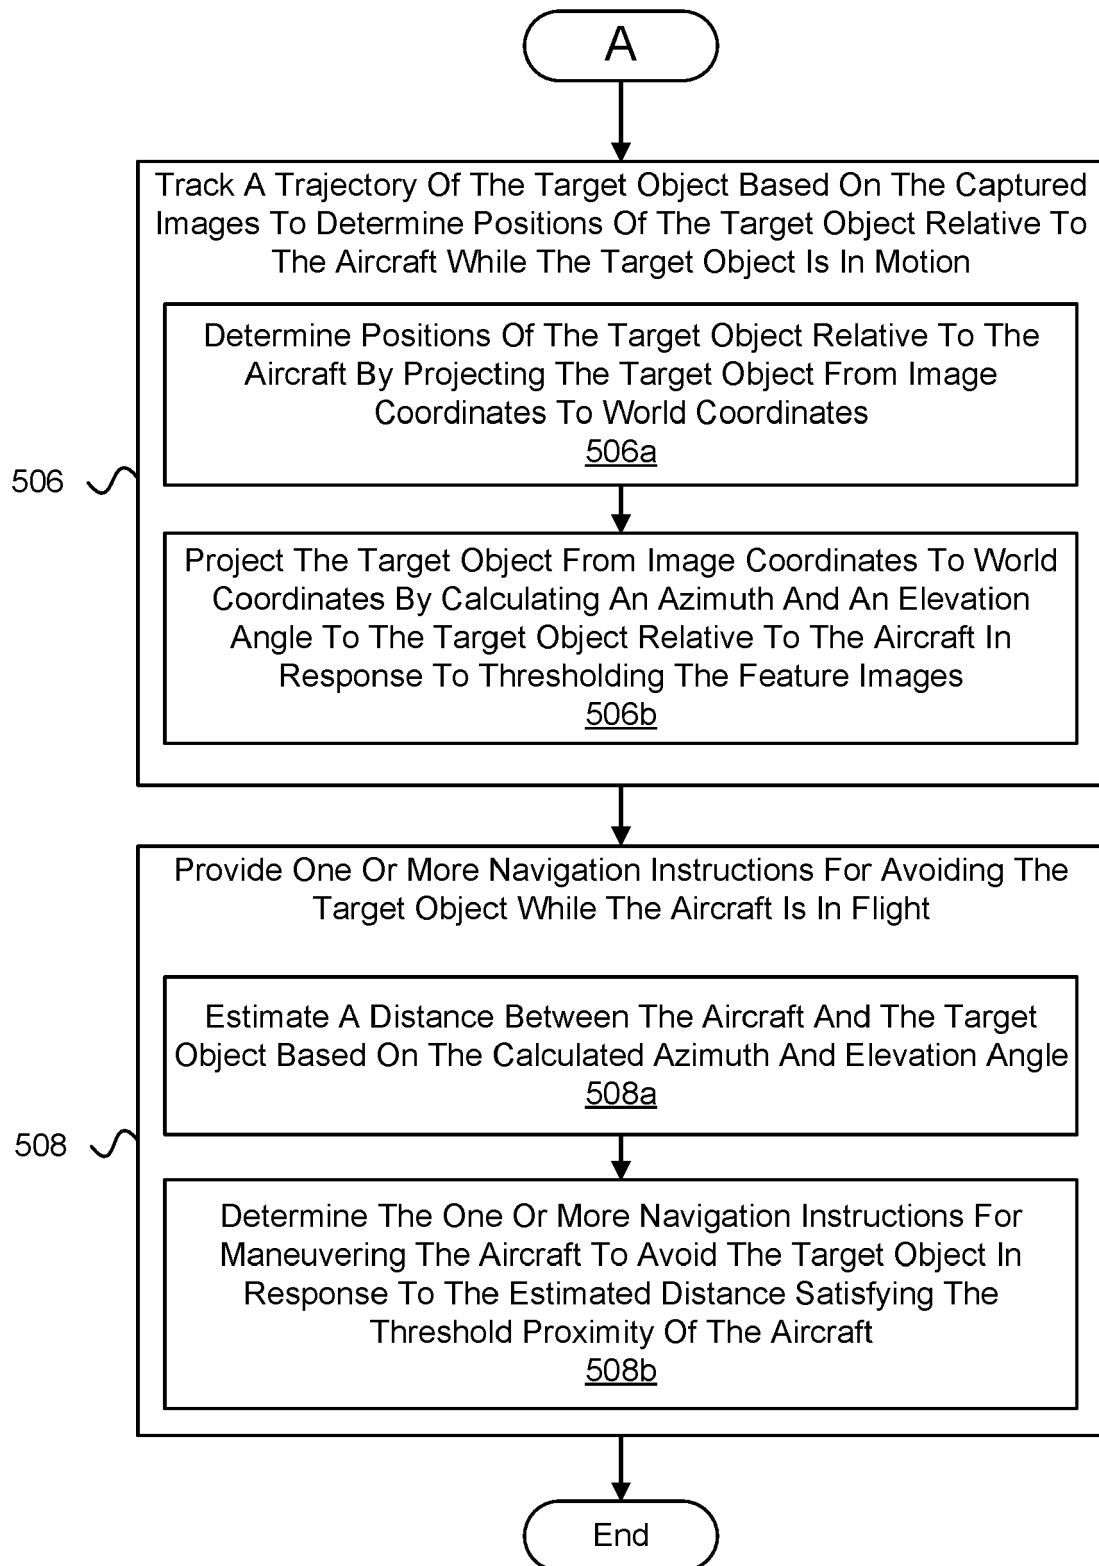 A
Track A Trajectory Of The Target Object Based On The Captured
Images To Determine Positions Of The Target Object Relative To
The Aircraft While The Target Object Is In Motion
Determine Positions Of The Target Object Relative To The
Aircraft By Projecting The Target Object From Image
Coordinates To World Coordinates
506a
506
Project The Target Object From Image Coordinates To World
Coordinates By Calculating An Azimuth And An Elevation
Angle To The Target Object Relative To The Aircraft In
Response To Thresholding The Feature Images
506b
Provide One Or More Navigation Instructions For Avoiding The
Target Object While The Aircraft Is In Flight
Estimate A Distance Between The Aircraft And The Target
Object Based On The Calculated Azimuth And Elevation Angle
508a
508
Determine The One Or More Navigation Instructions For
Maneuvering The Aircraft To Avoid The Target Object In
Response To The Estimated Distance Satisfying The
Threshold Proximity Of The Aircraft
508b
End